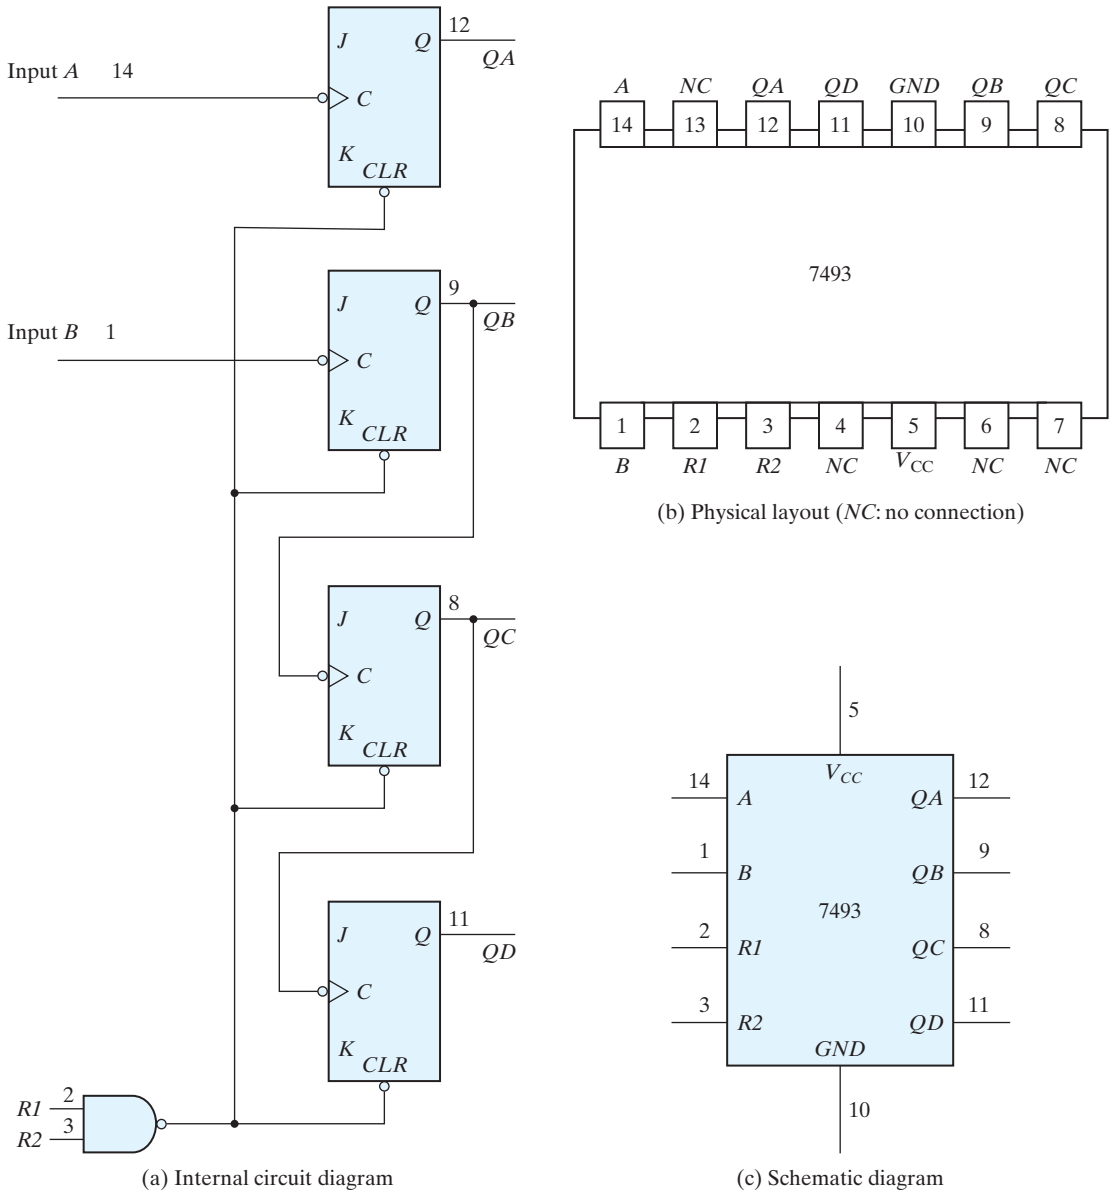 J Q 12
QA
Input A 14
C
K
CLR
J Q 9
QB
Input B 1
C
K
CLR
J Q 8
QC
C
K
CLR
J Q 11
QD
C
K
CLR
R1 2
R2 3
(a) Internal circuit diagram
A NC QA QD GND QB QC
14 13 12 11 10 9 8
7493
1 2 3 4 5 6 7
B R1 R2 NC VCC NC NC
(b) Physical layout (NC: no connection)
5
VCC
14 A QA 12
1 B QB 9
7493
2 R1 QC 8
3 R2 QD 11
GND
10
(c) Schematic diagram